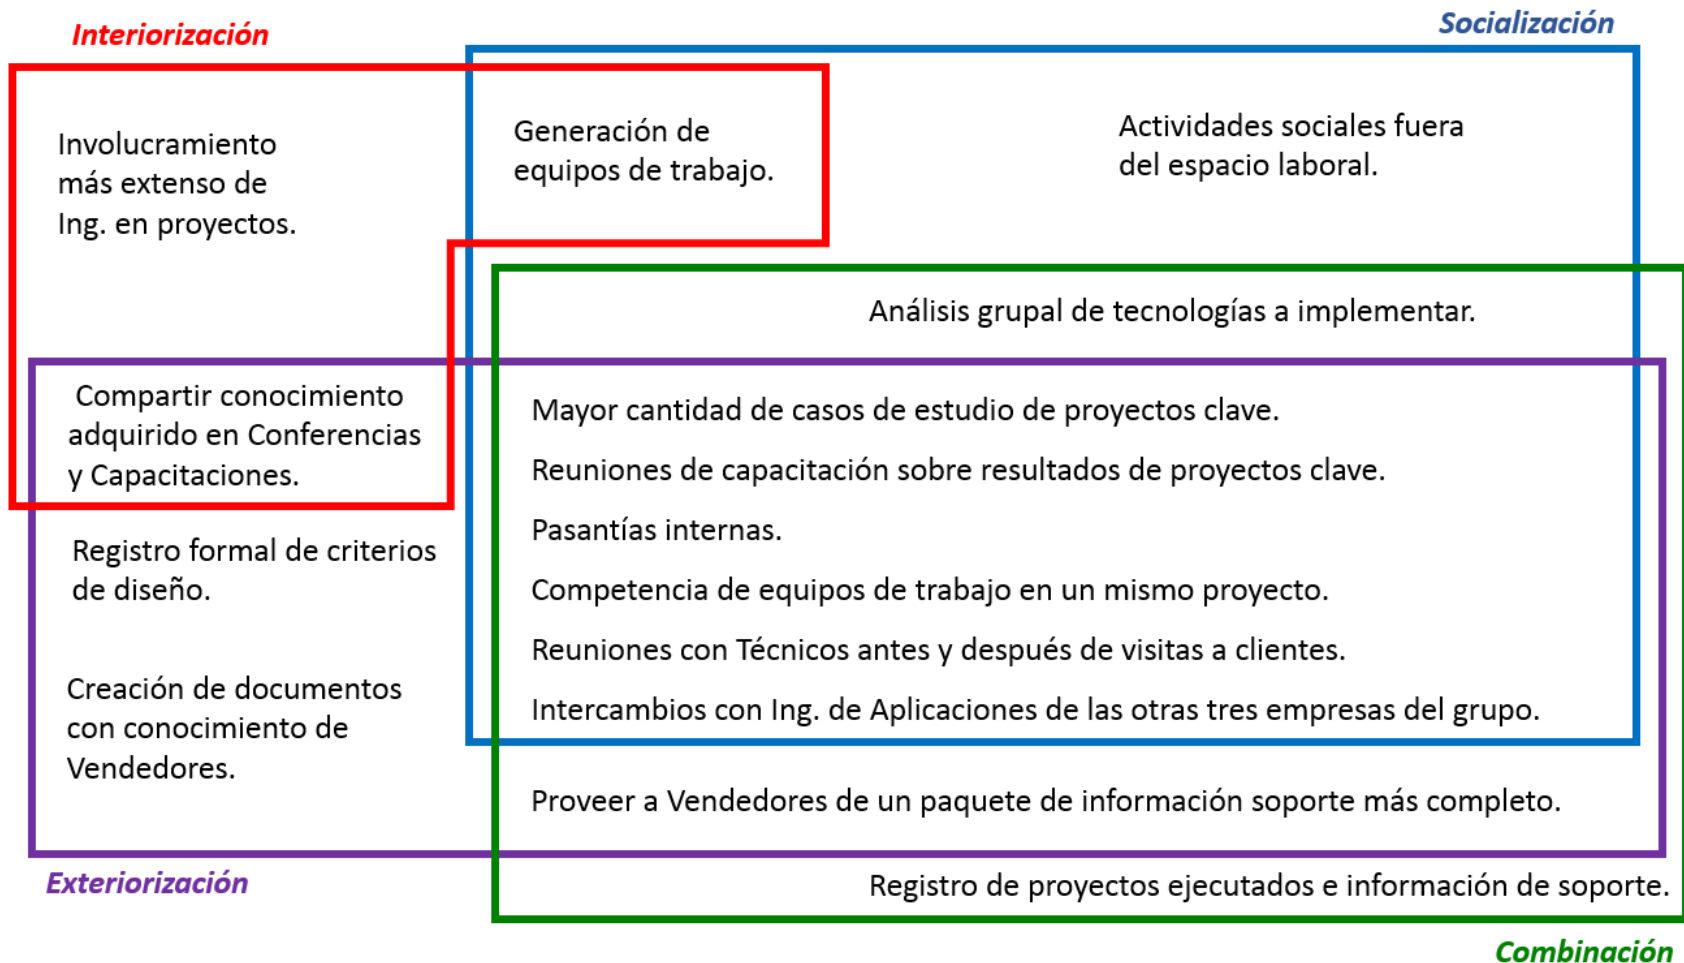 Interiorización
Socialización
Involucramiento
más extenso de
Ing. en proyectos.
Generación de
equipos de trabajo.
Actividades sociales fuera
del espacio laboral.
Análisis grupal de tecnologías a implementar.
Compartir conocimiento
adquirido en Conferencias
y Capacitaciones.
Registro formal de criterios
de diseño.
Creación de documentos
con conocimiento de
Vendedores.
Mayor cantidad de casos de estudio de proyectos clave.
Reuniones de capacitación sobre resultados de proyectos clave.
Pasantías internas.
Competencia de equipos de trabajo en un mismo proyecto.
Reuniones con Técnicos antes y después de visitas a clientes.
Intercambios con Ing. de Aplicaciones de las otras tres empresas del grupo.
Proveer a Vendedores de un paquete de información soporte más completo.
Exteriorización
Registro de proyectos ejecutados e información de soporte.
Combinación